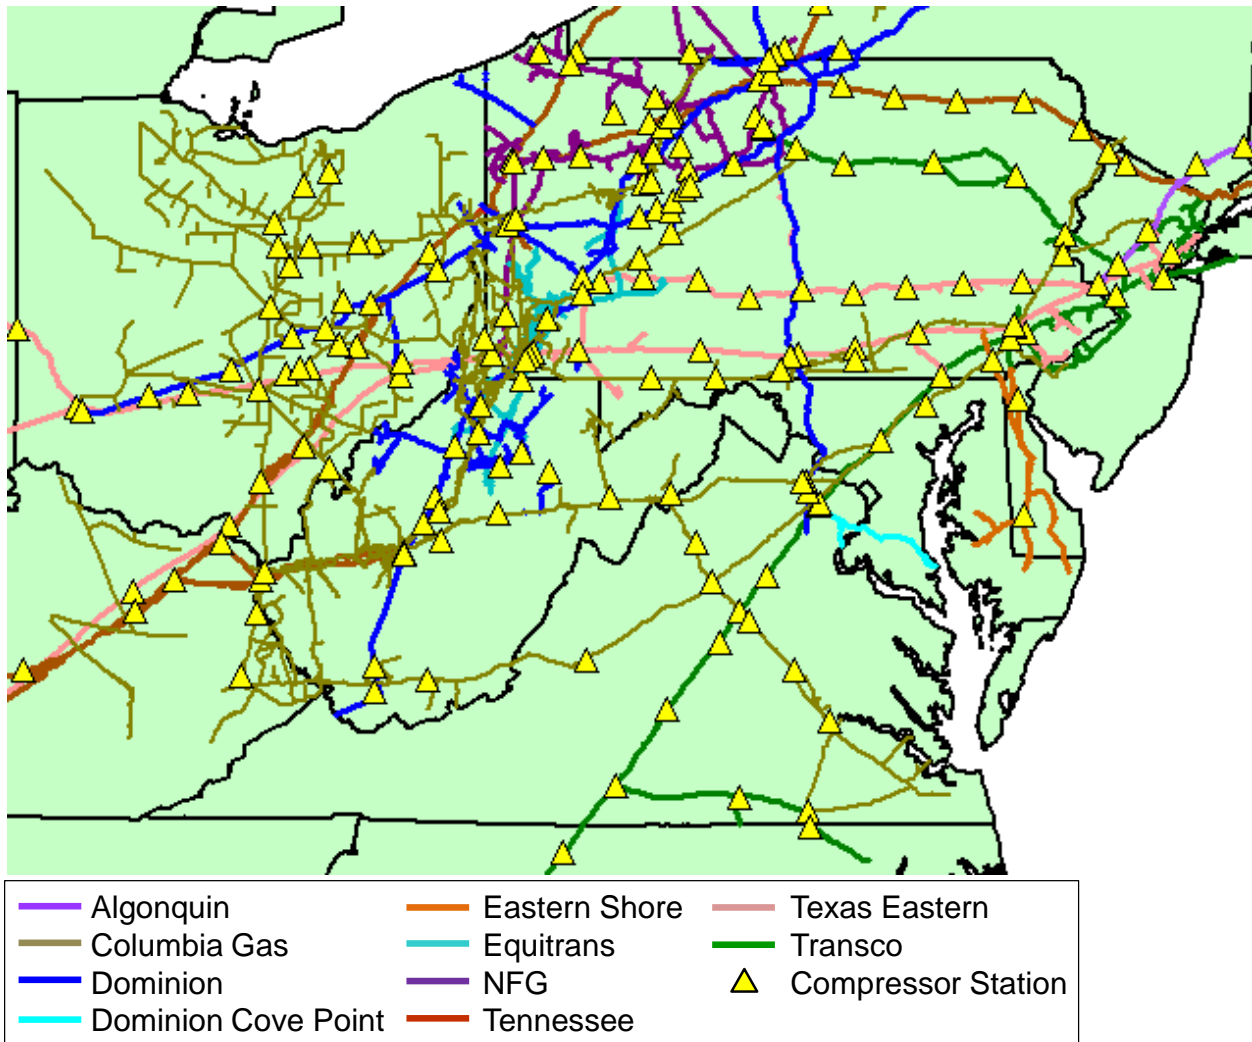 Algonquin
Columbia Gas
Dominion
Dominion Cove Point
Eastern Shore
Equitrans
NFG
Tennessee
Texas Eastern
Transco
Compressor Station